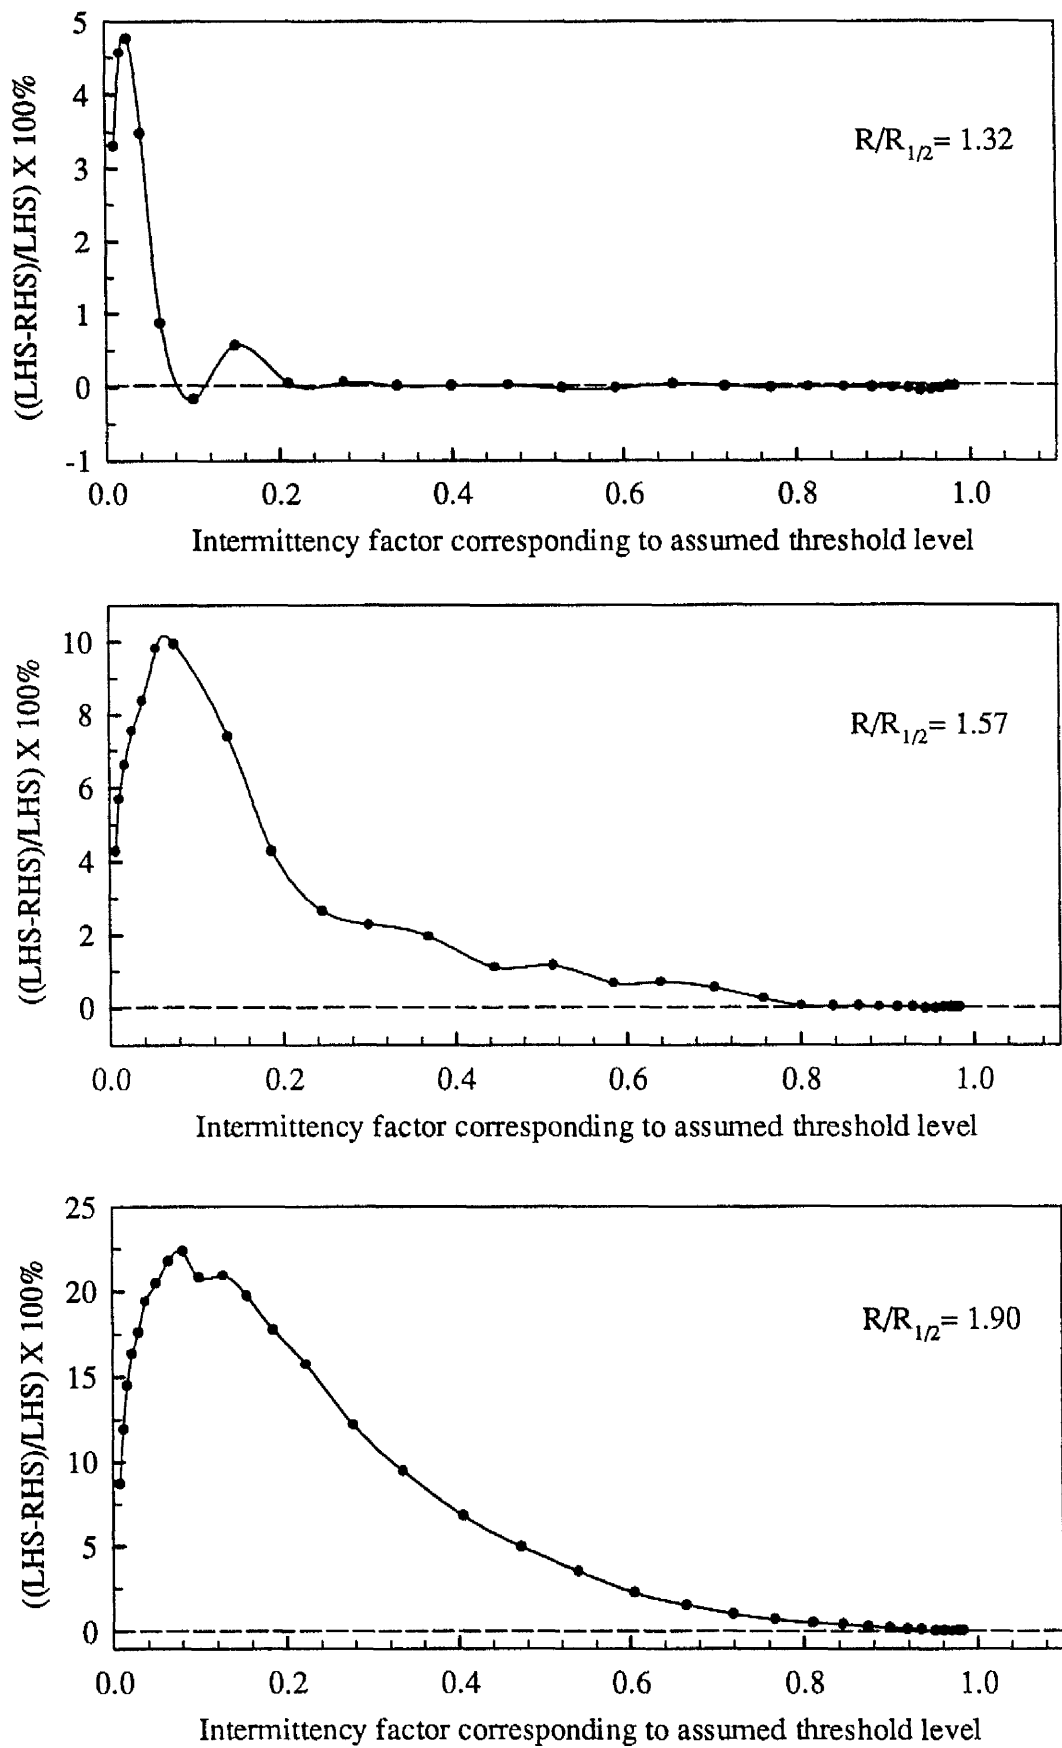 5
4
3
2
1
0
-1
((LHS-RHS)/LHS) X 100%
R/R1/2= 1.32
0.0 0.2 0.4 0.6 0.8 1.0
Intermittency factor corresponding to assumed threshold level
10
8
6
4
2
0
((LHS-RHS)/LHS) X 100%
R/R1/2= 1.57
0.0 0.2 0.4 0.6 0.8 1.0
Intermittency factor corresponding to assumed threshold level
25
20
15
10
5
0
((LHS-RHS)/LHS) X 100%
R/R1/2= 1.90
0.0 0.2 0.4 0.6 0.8 1.0
Intermittency factor corresponding to assumed threshold level